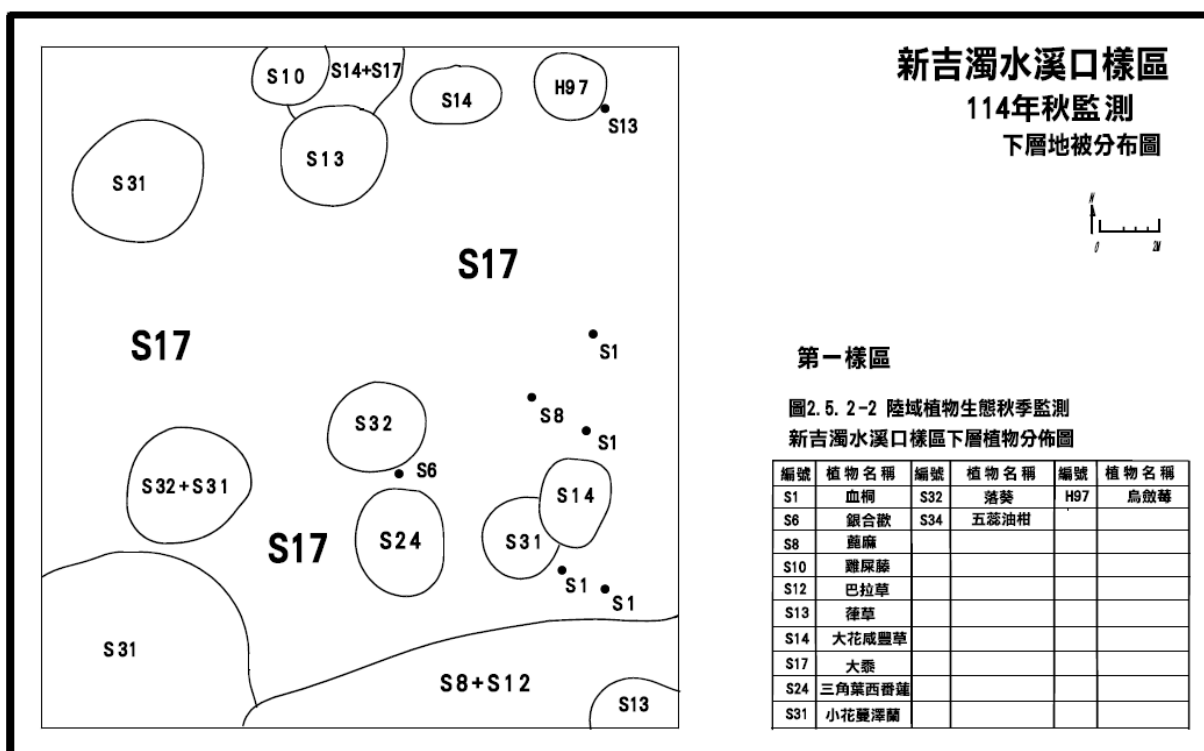 新吉濁水溪口樣區
114年秋監測
下層地被分布圖
N
0 2M
S10
S14+S17
S14
H97
S13
S13
S31
S17
S17
S1
S8
S1
S32
S6
S32+S31
S14
S17
S24
S31
S1
S1
S31
S8+S12
S13
第一樣區
圖2.5.2-2 陸域植物生態秋季監測
新吉濁水溪口樣區下層植物分佈圖
編號 植物名稱 編號 植物名稱 編號 植物名稱
S1 血桐 S32 落葵 H97 烏斂莓
S6 銀合歡 S34 五蕊油柑
S8 蓖麻
S10 雞屎藤
S12 巴拉草
S13 葎草
S14 大花咸豐草
S17 大黍
S24 三角葉西番蓮
S31 小花蔓澤蘭